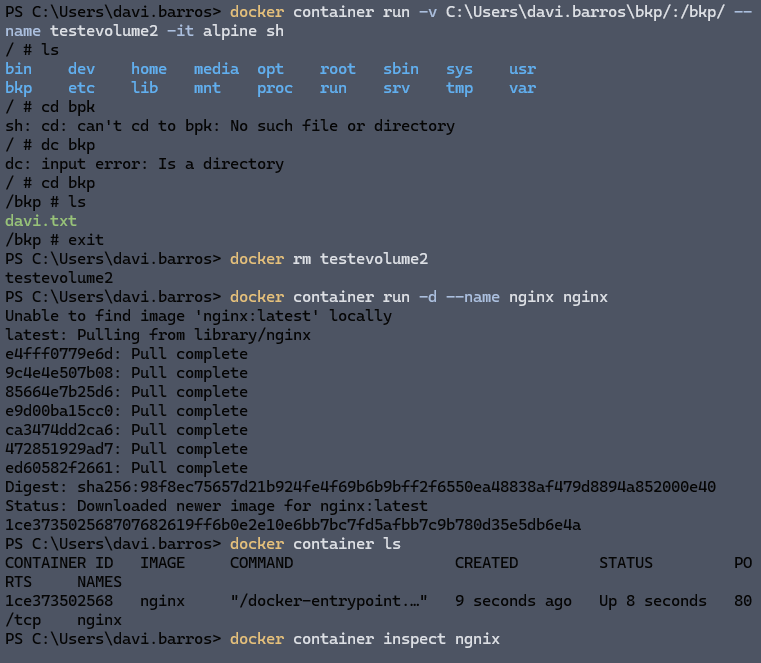 PS C:\Users\davi.barros> docker container run -v C:\Users\davi.barros\bkp/:/bkp/ --
name testevolume2 -it alpine sh
/ # ls
bin    dev    home   media  opt    root   sbin   sys    usr
bkp    etc    lib    mnt    proc   run    srv    tmp    var
/ # cd bpk
sh: cd: can't cd to bpk: No such file or directory
/ # dc bkp
dc: input error: Is a directory
/ # cd bkp
/bkp # ls
davi.txt
/bkp # exit
PS C:\Users\davi.barros> docker rm testevolume2
testevolume2
PS C:\Users\davi.barros> docker container run -d --name nginx nginx
Unable to find image 'nginx:latest' locally
latest: Pulling from library/nginx
e4fff0779e6d: Pull complete
9c4e4e507b08: Pull complete
85664e7b25d6: Pull complete
e9d00ba15cc0: Pull complete
ca3474dd2ca6: Pull complete
472851929ad7: Pull complete
ed60582f2661: Pull complete
Digest: sha256:98f8ec75657d21b924fe4f69b6b9bff2f6550ea48838af479d8894a852000e40
Status: Downloaded newer image for nginx:latest
1ce373502568707682619ff6b0e2e10e6bb7bc7fd5afbb7c9b780d35e5db6e4a
PS C:\Users\davi.barros> docker container ls
CONTAINER ID   IMAGE     COMMAND                  CREATED         STATUS         PO
RTS     NAMES
1ce373502568   nginx     "/docker-entrypoint.…"   9 seconds ago   Up 8 seconds   80
/tcp    nginx
PS C:\Users\davi.barros> docker container inspect ngnix